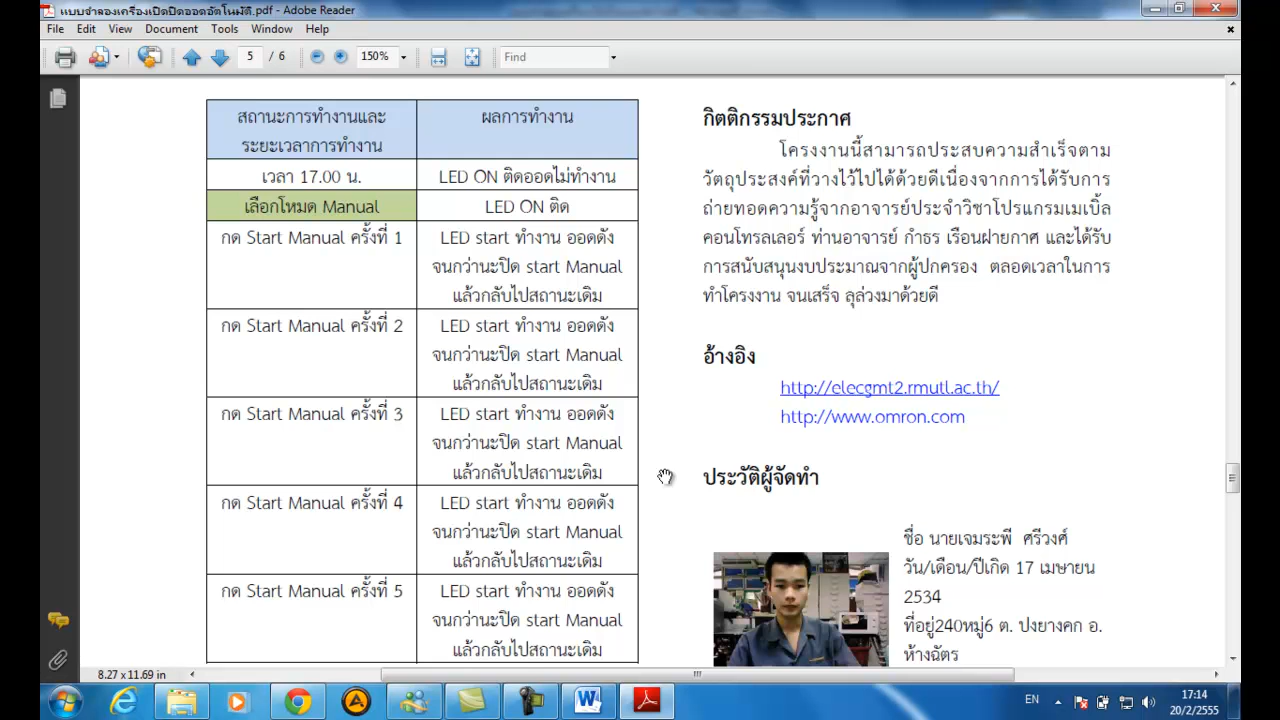 แบบจำลองเครื่องเปิดปิดออดอัตโนมัติ.pdf - Adobe Reader
File Edit View Document Tools Window Help
5 / 6 150% Find
สถานะการทำงานและ
ระยะเวลาการทำงาน
ผลการทำงาน
เวลา 17.00 น.
LED ON ติดออดไม่ทำงาน
เลือกโหมด Manual
LED ON ติด
กด Start Manual ครั้งที่ 1
LED start ทำงาน ออดดัง
จนกว่านะปิด start Manual
แล้วกลับไปสถานะเดิม
กด Start Manual ครั้งที่ 2
LED start ทำงาน ออดดัง
จนกว่านะปิด start Manual
แล้วกลับไปสถานะเดิม
กด Start Manual ครั้งที่ 3
LED start ทำงาน ออดดัง
จนกว่านะปิด start Manual
แล้วกลับไปสถานะเดิม
กด Start Manual ครั้งที่ 4
LED start ทำงาน ออดดัง
จนกว่านะปิด start Manual
แล้วกลับไปสถานะเดิม
กด Start Manual ครั้งที่ 5
LED start ทำงาน ออดดัง
จนกว่านะปิด start Manual
แล้วกลับไปสถานะเดิม
กิตติกรรมประกาศ
โครงงานนี้สามารถประสบความสำเร็จตาม
วัตถุประสงค์ที่วางไว้ไปได้ด้วยดีเนื่องจากการได้รับการ
ถ่ายทอดความรู้จากอาจารย์ประจำวิชาโปรแกรมเมเบิ้ล
คอนโทรลเลอร์ ท่านอาจารย์ กำธร เรือนฝายกาศ และได้รับ
การสนับสนุนงบประมาณจากผู้ปกครอง ตลอดเวลาในการ
ทำโครงงาน จนเสร็จ ลุล่วงมาด้วยดี
อ้างอิง
http://elecgmt2.rmutl.ac.th/
http://www.omron.com
ประวัติผู้จัดทำ
ชื่อ นายเจมระพี ศรีวงศ์
วัน/เดือน/ปีเกิด 17 เมษายน
2534
ที่อยู่240หมู่6 ต. ปงยางคก อ.
ห้างฉัตร
8.27 x 11.69 in
EN
17:14
20/2/2555